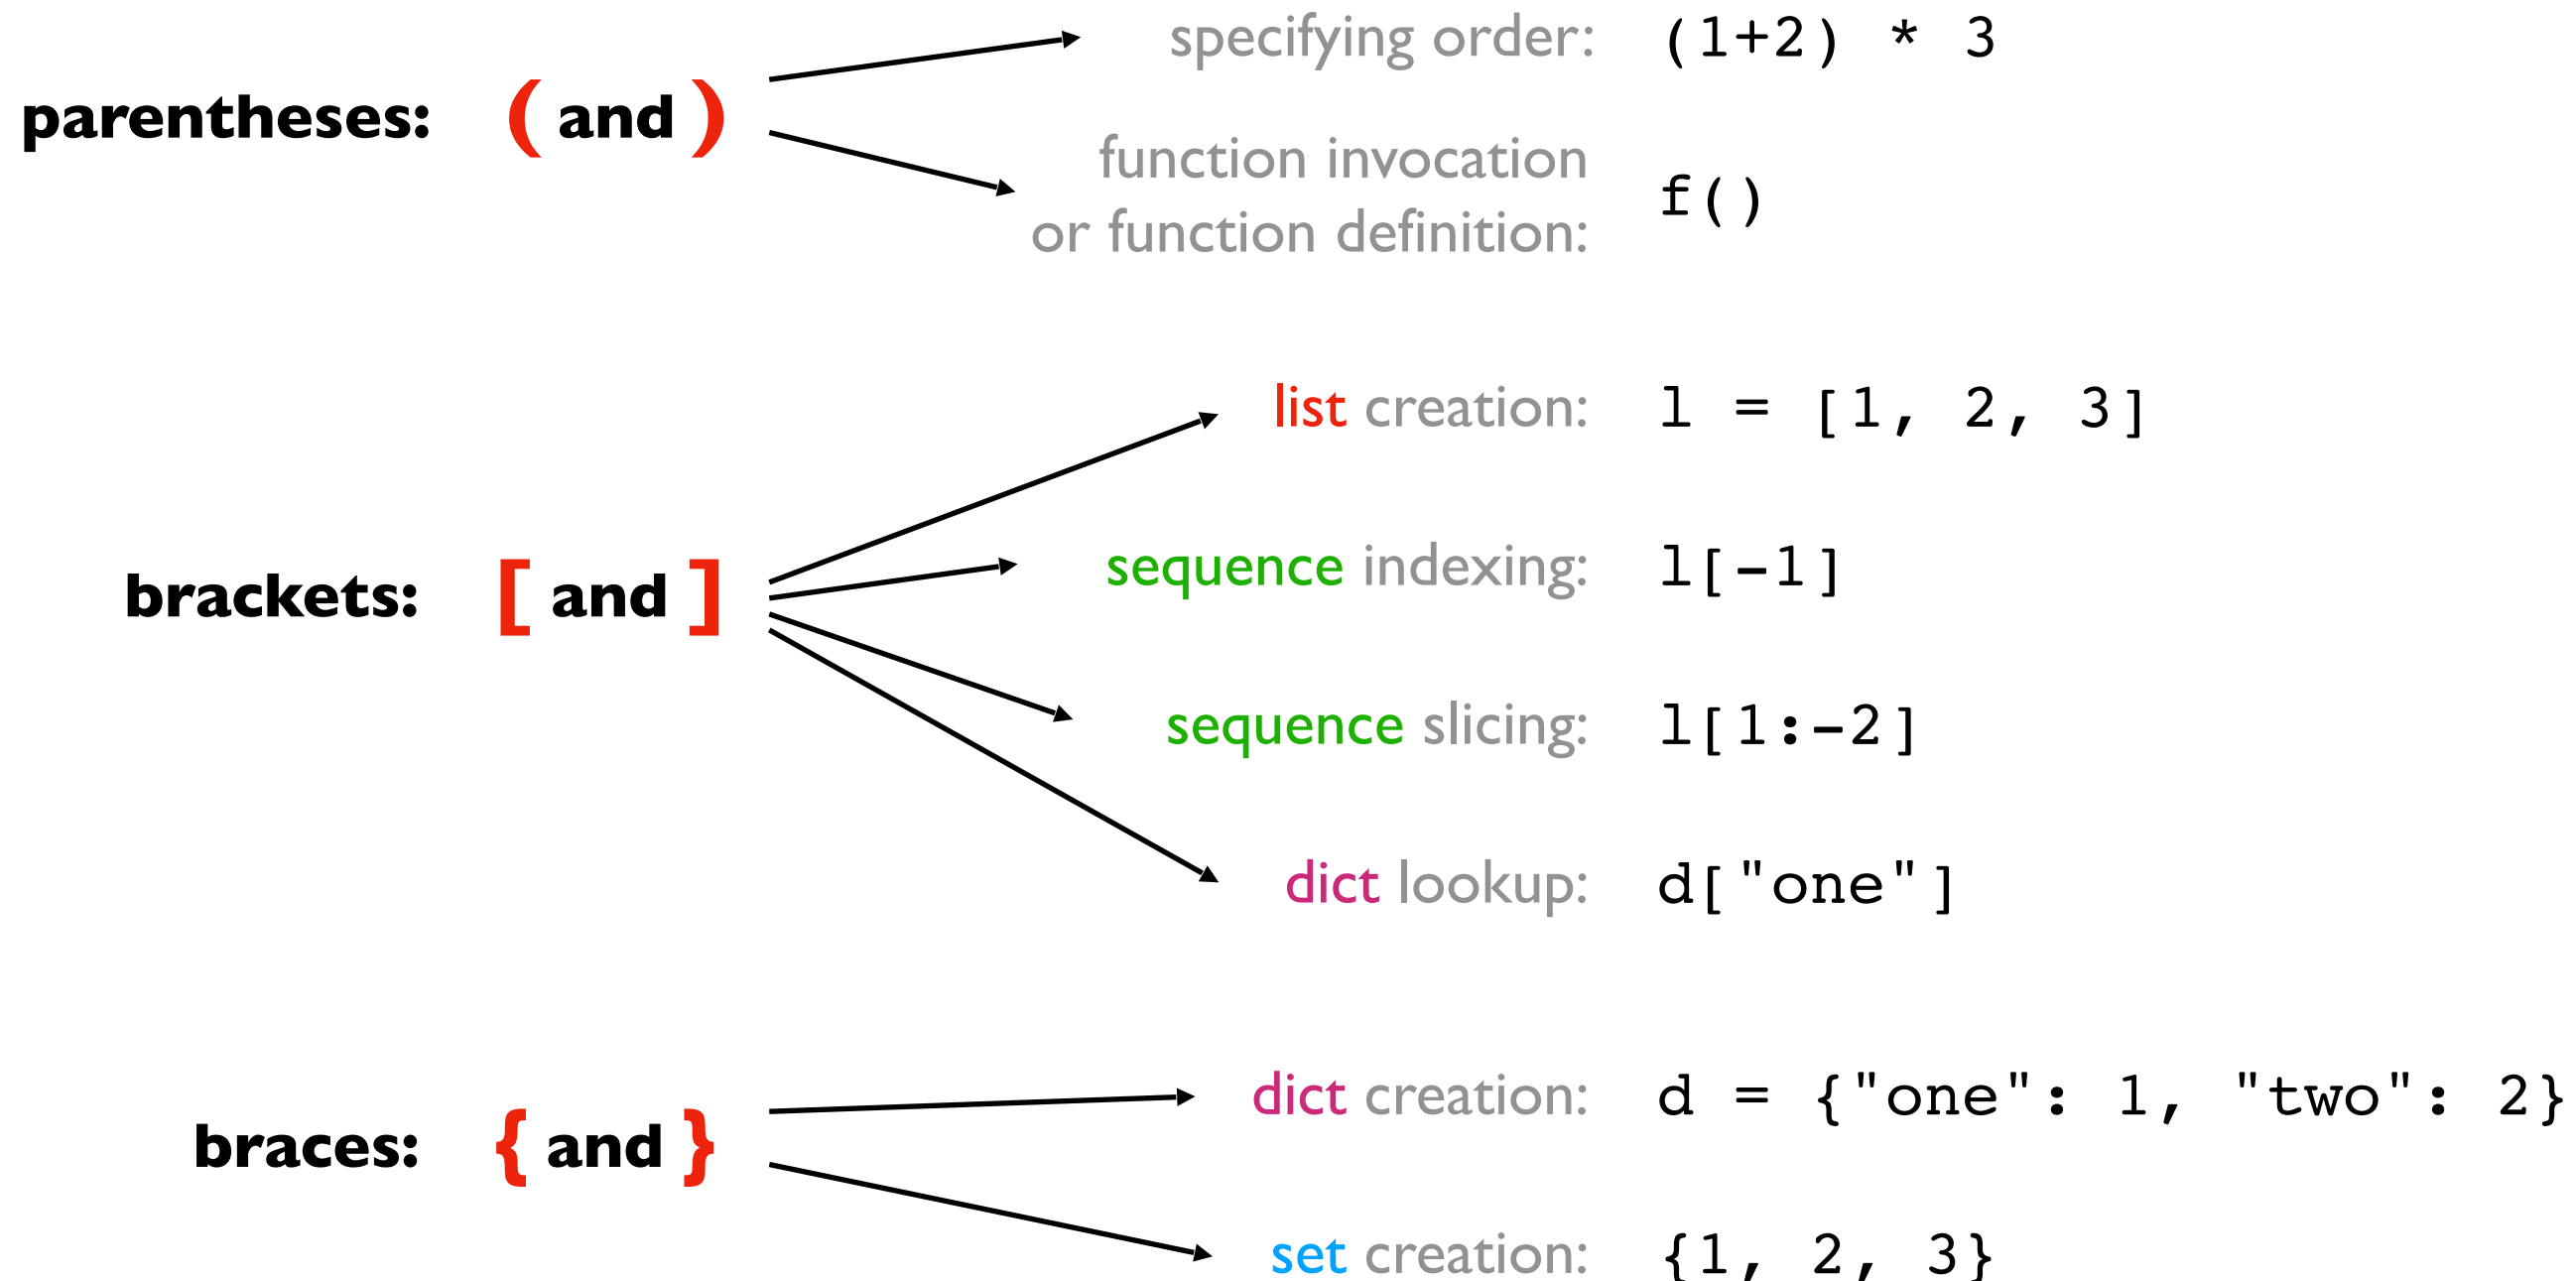 specifying order: (1+2) * 3
parentheses: ( and )
function invocation
or function definition: f()
list creation: l = [1, 2, 3]
brackets: [ and ]
sequence indexing: l[-1]
sequence slicing: l[1:-2]
dict lookup: d["one"]
braces: { and }
dict creation: d = {"one": 1, "two": 2}
set creation: {1, 2, 3}